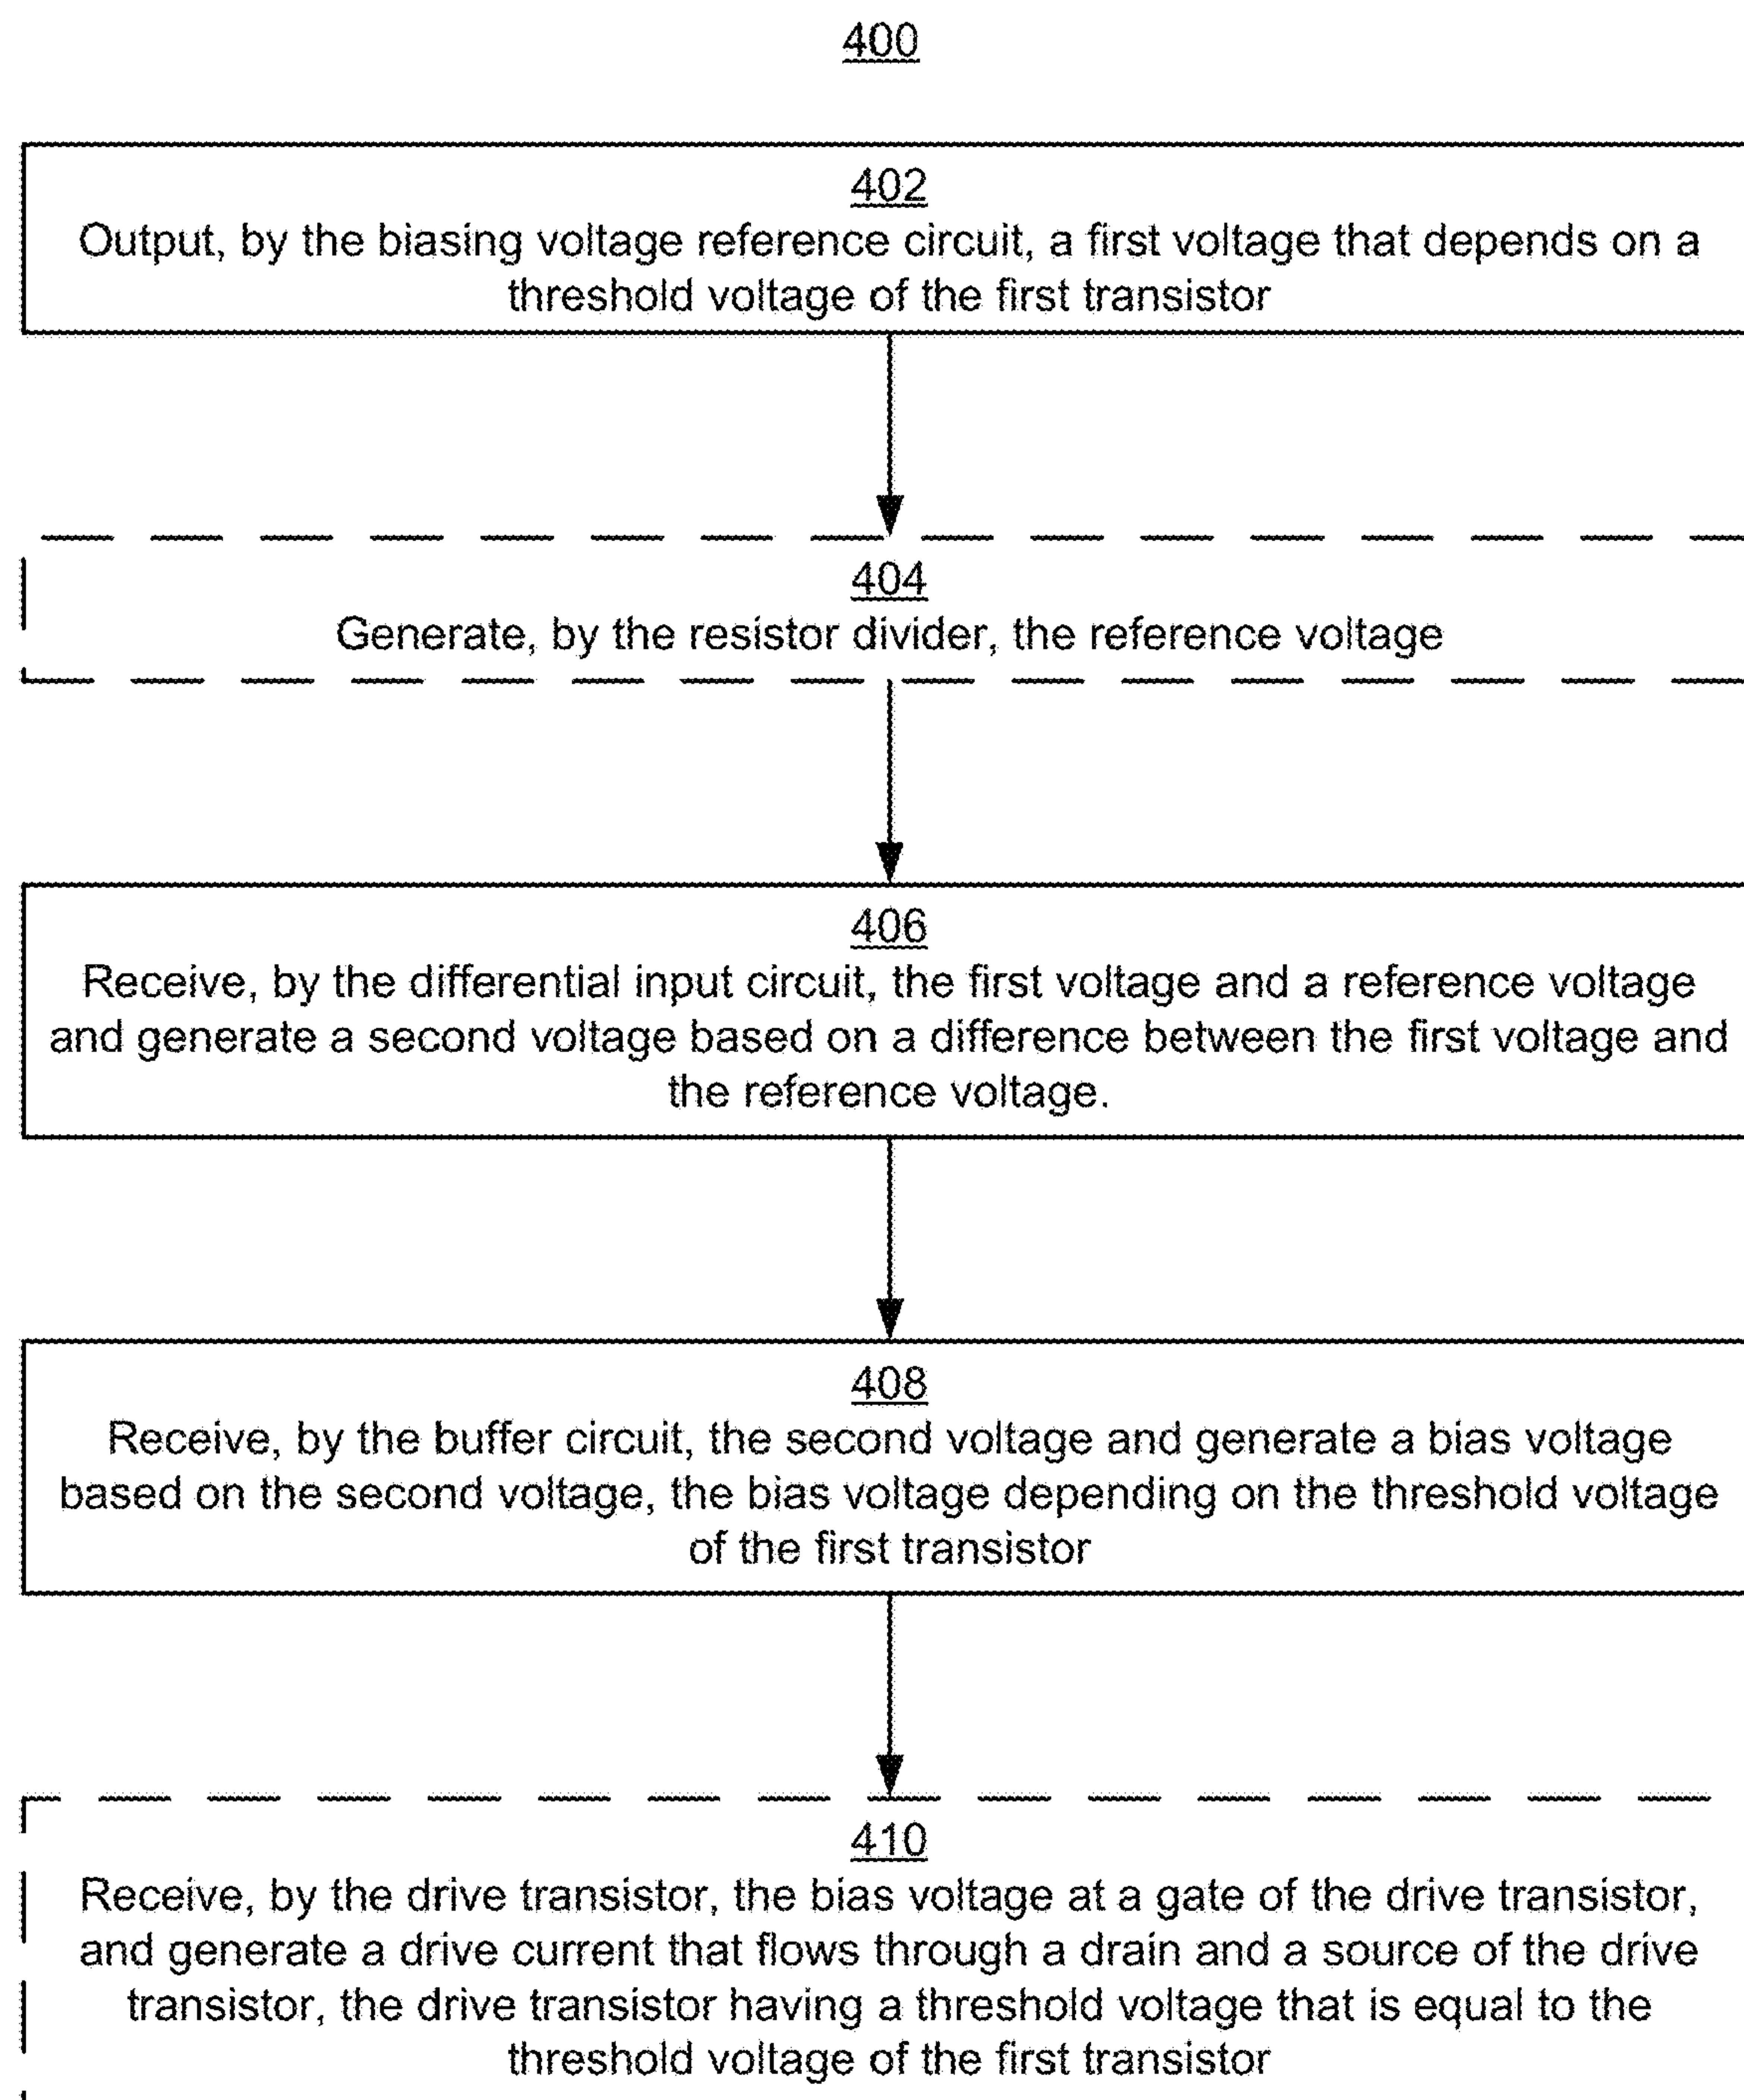 400
402
Output, by the biasing voltage reference circuit, a first voltage that depends on a
threshold voltage of the first transistor
404
Generate, by the resistor divider, the reference voltage
406
Receive, by the differential input circuit, the first voltage and a reference voltage
and generate a second voltage based on a difference between the first voltage and
the reference voltage.
408
Receive, by the buffer circuit, the second voltage and generate a bias voltage
based on the second voltage, the bias voltage depending on the threshold voltage
of the first transistor
410
Receive, by the drive transistor, the bias voltage at a gate of the drive transistor,
and generate a drive current that flows through a drain and a source of the drive
transistor, the drive transistor having a threshold voltage that is equal to the
threshold voltage of the first transistor